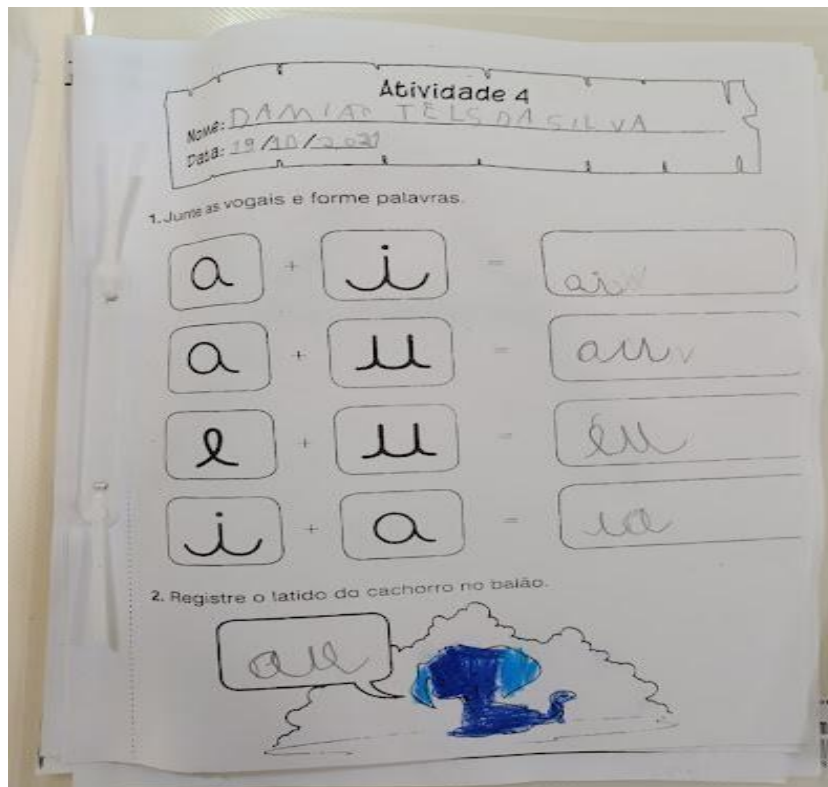 Atividade 4
Nome: DAMIAO TELS DA SILVA
Data: 19/10/2021
1. Junte as vogais e forme palavras.
a + i = ai
a + u = au
e + u = eu
i + a = ia
2. Registre o latido do cachorro no balão.
au